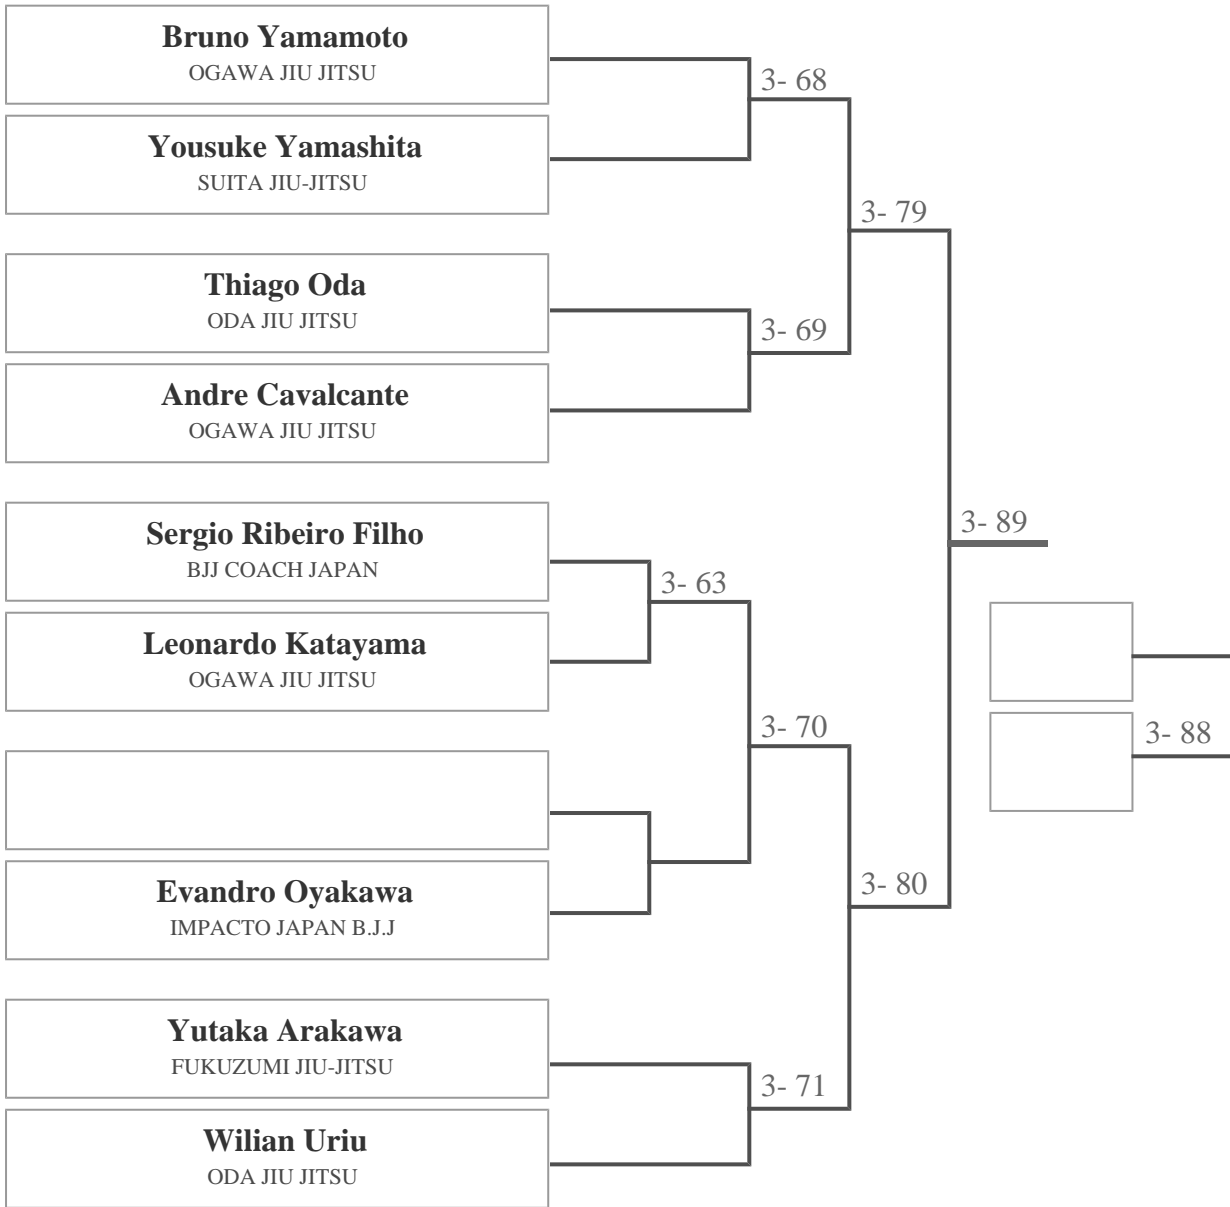 Bruno Yamamoto
OGAWA JIU JITSU
3- 68
Yousuke Yamashita
SUITA JIU-JITSU
3- 79
Thiago Oda
ODA JIU JITSU
3- 69
Andre Cavalcante
OGAWA JIU JITSU
3- 89
Sergio Ribeiro Filho
BJJ COACH JAPAN
3- 63
Leonardo Katayama
OGAWA JIU JITSU
3- 70
3- 88
Evandro Oyakawa
IMPACTO JAPAN B.J.J
3- 80
Yutaka Arakawa
FUKUZUMI JIU-JITSU
3- 71
Wilian Uriu
ODA JIU JITSU